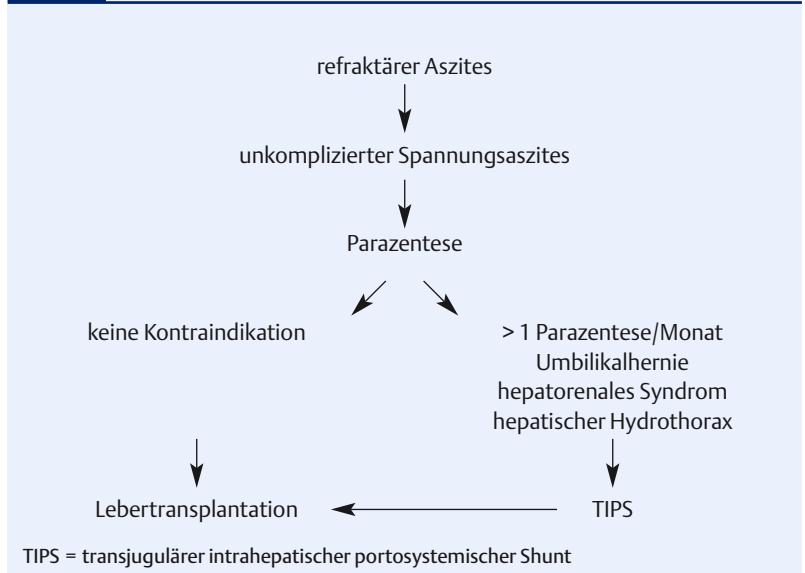 refraktärer Aszites
unkomplizierter Spannungsaszites
Parazentese
keine Kontraindikation
> 1 Parazentese/Monat
Umbilikalhernie
hepatorenales Syndrom
hepatischer Hydrothorax
Lebertransplantation
TIPS
TIPS = transjugulärer intrahepatischer portosystemischer Shunt